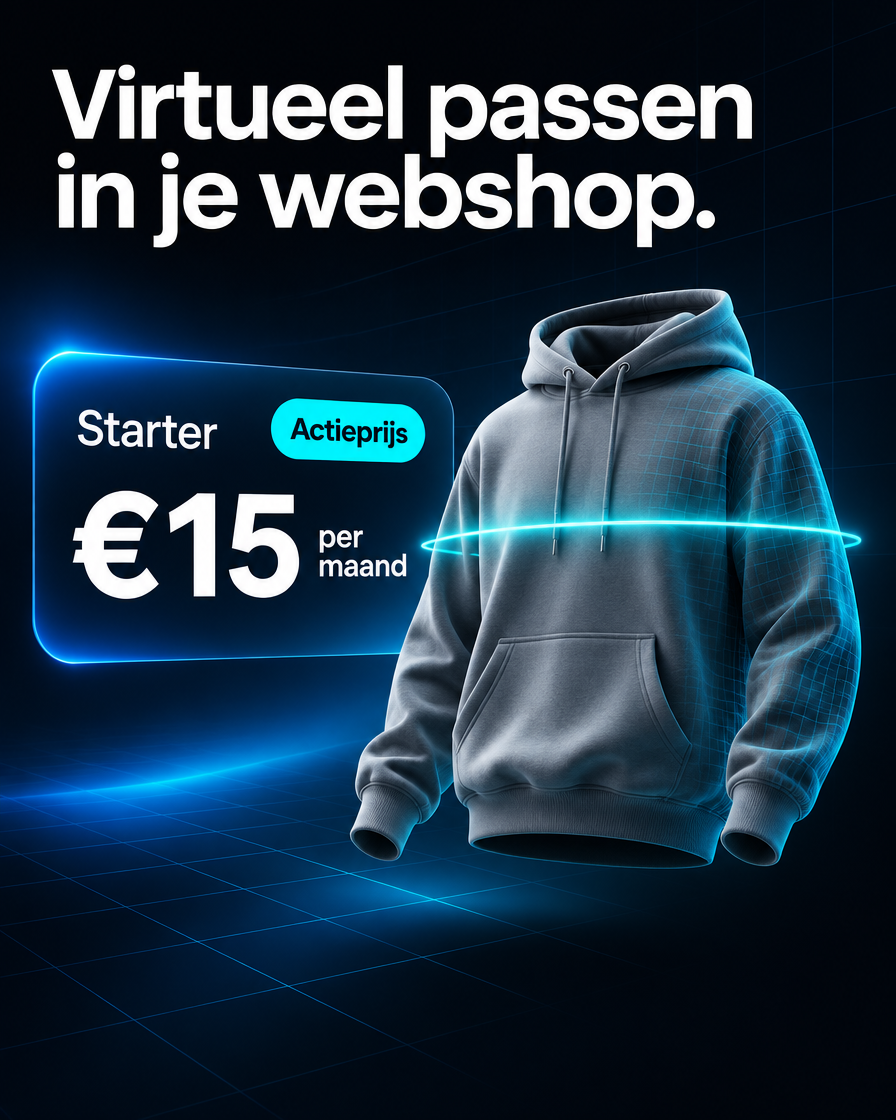 Virtueel passen
in je webshop.
Starter
Actieprijs
€15
per
maand